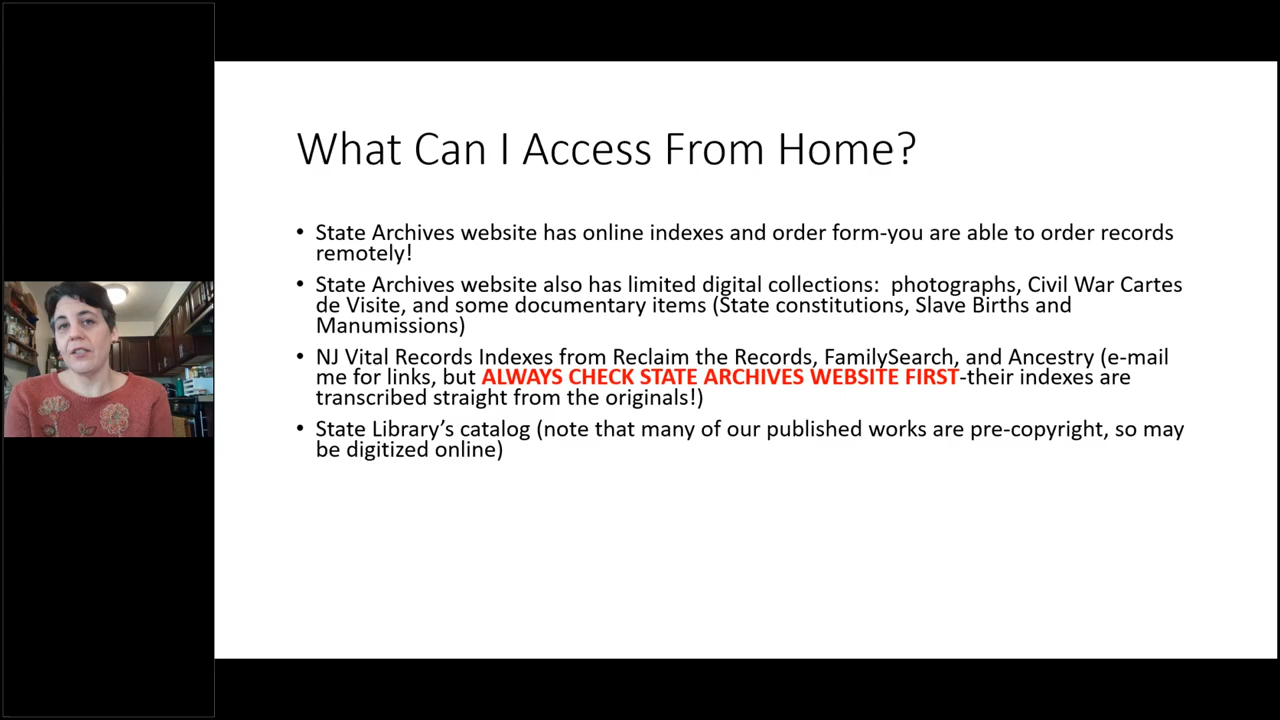 What Can I Access From Home?
• State Archives website has online indexes and order form-you are able to order records
remotely!
• State Archives website also has limited digital collections:  photographs, Civil War Cartes
de Visite, and some documentary items (State constitutions, Slave Births and
Manumissions)
• NJ Vital Records Indexes from Reclaim the Records, FamilySearch, and Ancestry (e-mail
me for links, but ALWAYS CHECK STATE ARCHIVES WEBSITE FIRST-their indexes are
transcribed straight from the originals!)
• State Library's catalog (note that many of our published works are pre-copyright, so may
be digitized online)